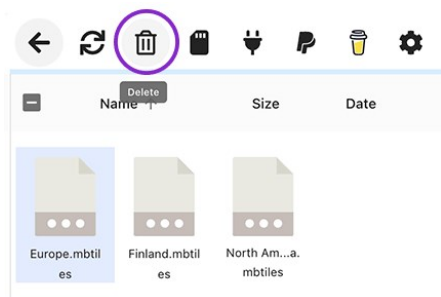 Delete
Name ↑
Size
Date
Europe.mbtil
es
Finland.mbtil
es
North Am...a.
mbtiles